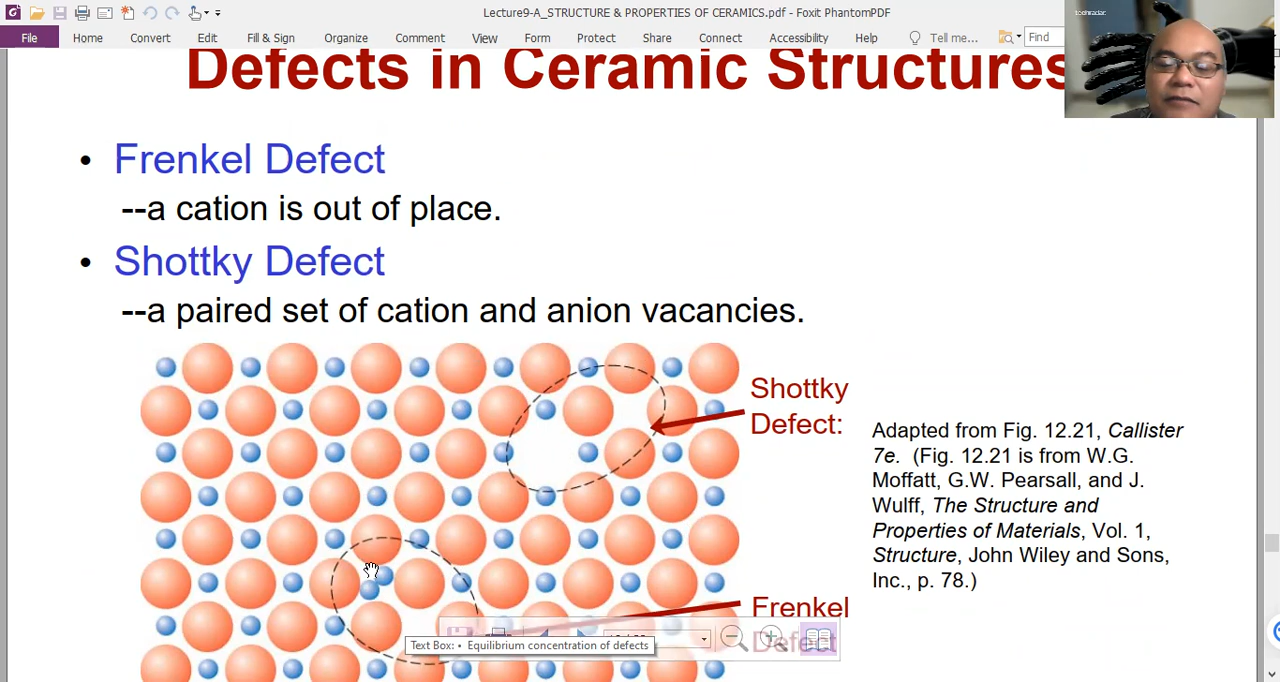 Lecture9-A_STRUCTURE & PROPERTIES OF CERAMICS.pdf - Foxit PhantomPDF
File Home Convert Edit Fill & Sign Organize Comment View Form Protect Share Connect Accessibility Help Tell me... Find
Defects in Ceramic Structures
• Frenkel Defect
--a cation is out of place.
• Shottky Defect
--a paired set of cation and anion vacancies.
Shottky
Defect:
Adapted from Fig. 12.21, Callister
7e. (Fig. 12.21 is from W.G.
Moffatt, G.W. Pearsall, and J.
Wulff, The Structure and
Properties of Materials, Vol. 1,
Structure, John Wiley and Sons,
Inc., p. 78.)
Frenkel
Defect
Text Box: • Equilibrium concentration of defects